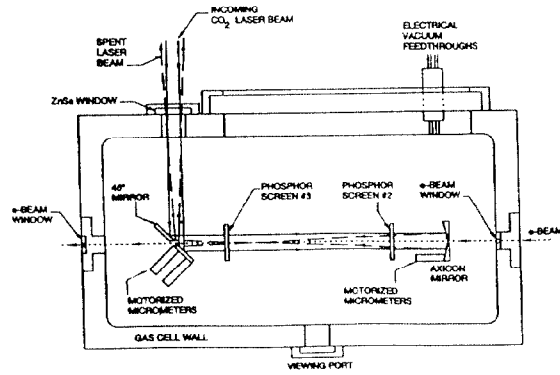 INCOMING
CO2 LASER BEAM
SPENT
LASER
BEAM
ELECTRICAL
VACUUM
FEEDTHROUGHS
ZnSe WINDOW
45°
MIRROR
PHOSPHOR
SCREEN #3
PHOSPHOR
SCREEN #2
e-BEAM
WINDOW
e-BEAM
WINDOW
e-BEAM
MOTORIZED
MICROMETERS
MOTORIZED
MICROMETERS
AXICON
MIRROR
GAS CELL WALL
VIEWING PORT